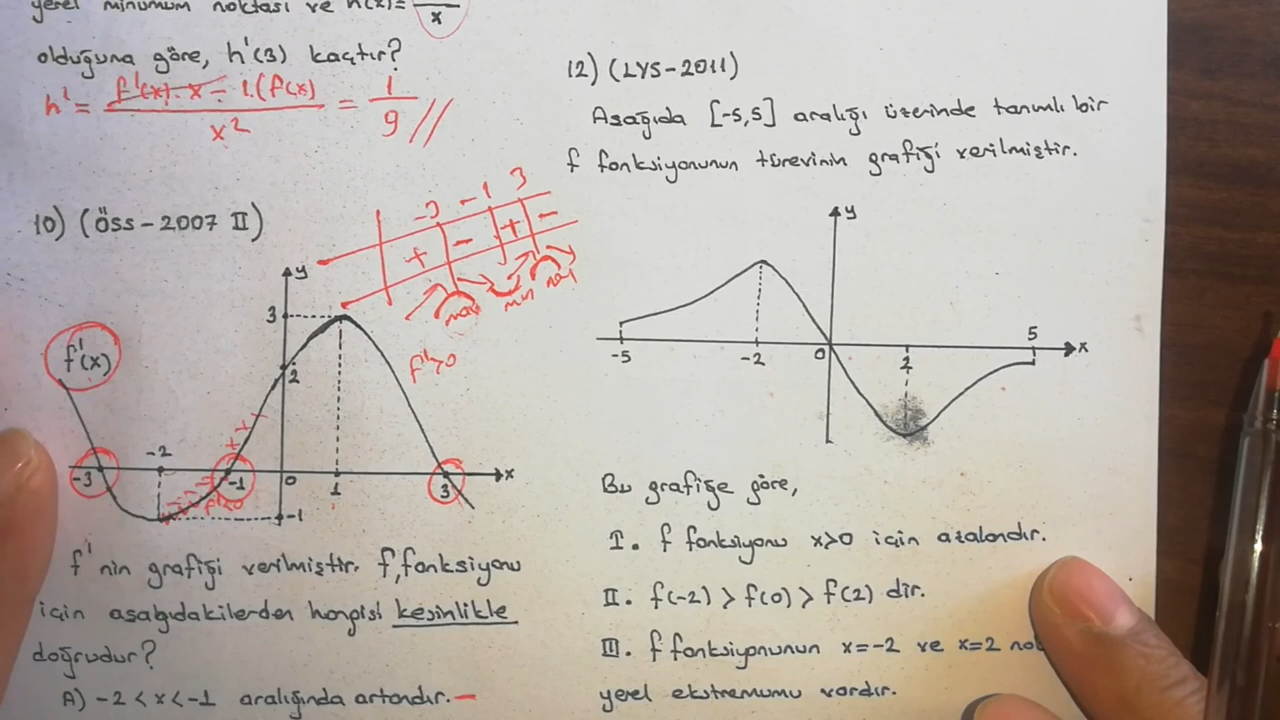 yerel minumum noktası ve h(x)=
x
olduğuna göre, h'(3) kaçtır?
h' = f'(x).x - 1.(f(x) / x² = 1/9 //
10) (ÖSS-2007 II)
-3 -1 3
+ - + -
max min max
y
3
f'(x)
f'>0
2
-2
-3 -1 0 1 3 x
f'<0
-1
f' nin grafiği verilmiştir. f, fonksiyonu
için aşağıdakilerden hangisi kesinlikle
doğrudur?
A) -2 < x < -1 aralığında artandır. -
12) (LYS-2011)
Aşağıda [-5,5] aralığı üzerinde tanımlı bir
f fonksiyonunun türevinin grafiği verilmiştir.
y
5
-5 -2 0 2 x
Bu grafiğe göre,
I. f fonksiyonu x>0 için azalandır.
II. f(-2) > f(0) > f(2) dir.
III. f fonksiyonunun x=-2 ve x=2
yerel ekstremumu vardır.